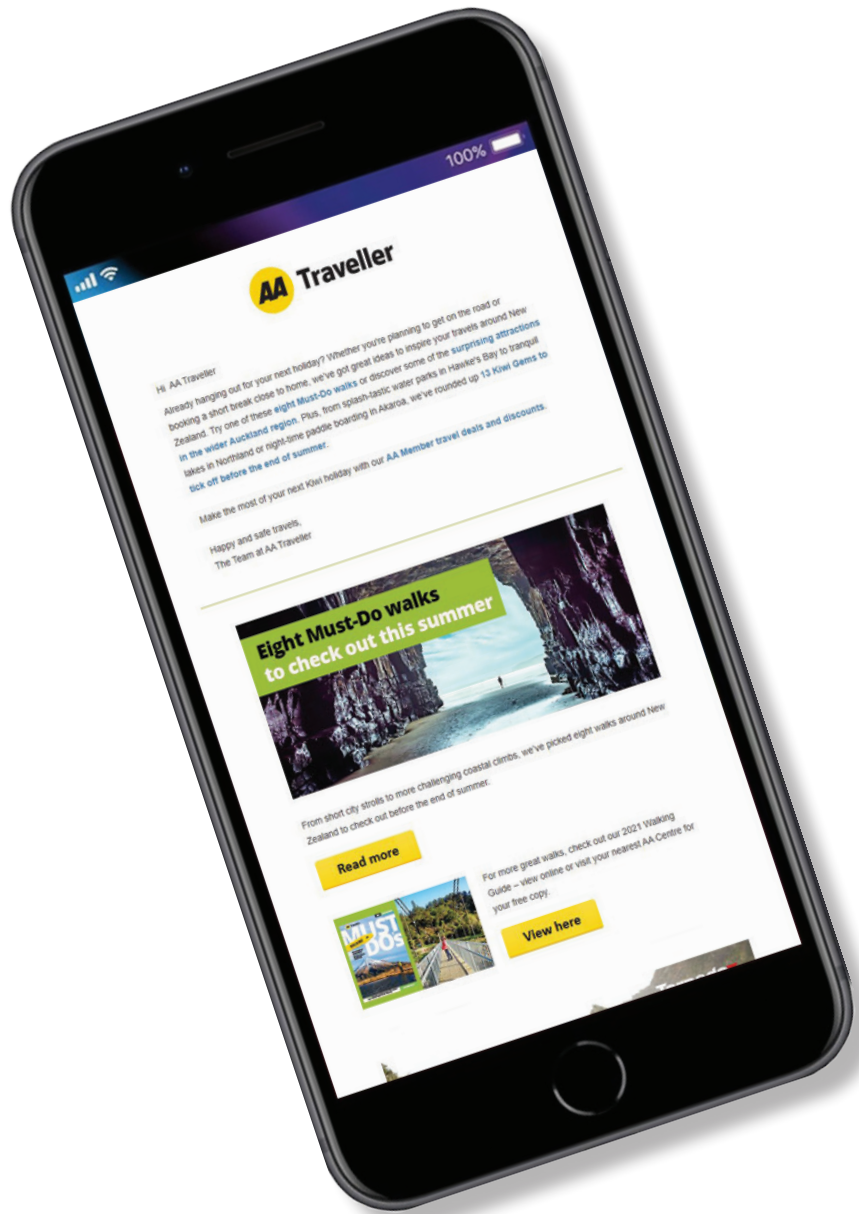 100%
AA Traveller
Hi AA Traveller
Already hanging out for your next holiday? Whether you're planning to get on the road or
booking a short break close to home, we've got great ideas to inspire your travels around New
Zealand. Try one of these eight Must-Do walks or discover some of the surprising attractions
in the wider Auckland region. Plus, from splash-tastic water parks in Hawke's Bay to tranquil
lakes in Northland or night-time paddle boarding in Akaroa, we've rounded up 13 Kiwi Gems to
tick off before the end of summer.
Make the most of your next Kiwi holiday with our AA Member travel deals and discounts.
Happy and safe travels,
The Team at AA Traveller
Eight Must-Do walks
to check out this summer
From short city strolls to more challenging coastal climbs, we've picked eight walks around New
Zealand to check out before the end of summer.
Read more
For more great walks, check out our 2021 Walking
Guide – view online or visit your nearest AA Centre for
your free copy.
View here
MUST
DOs